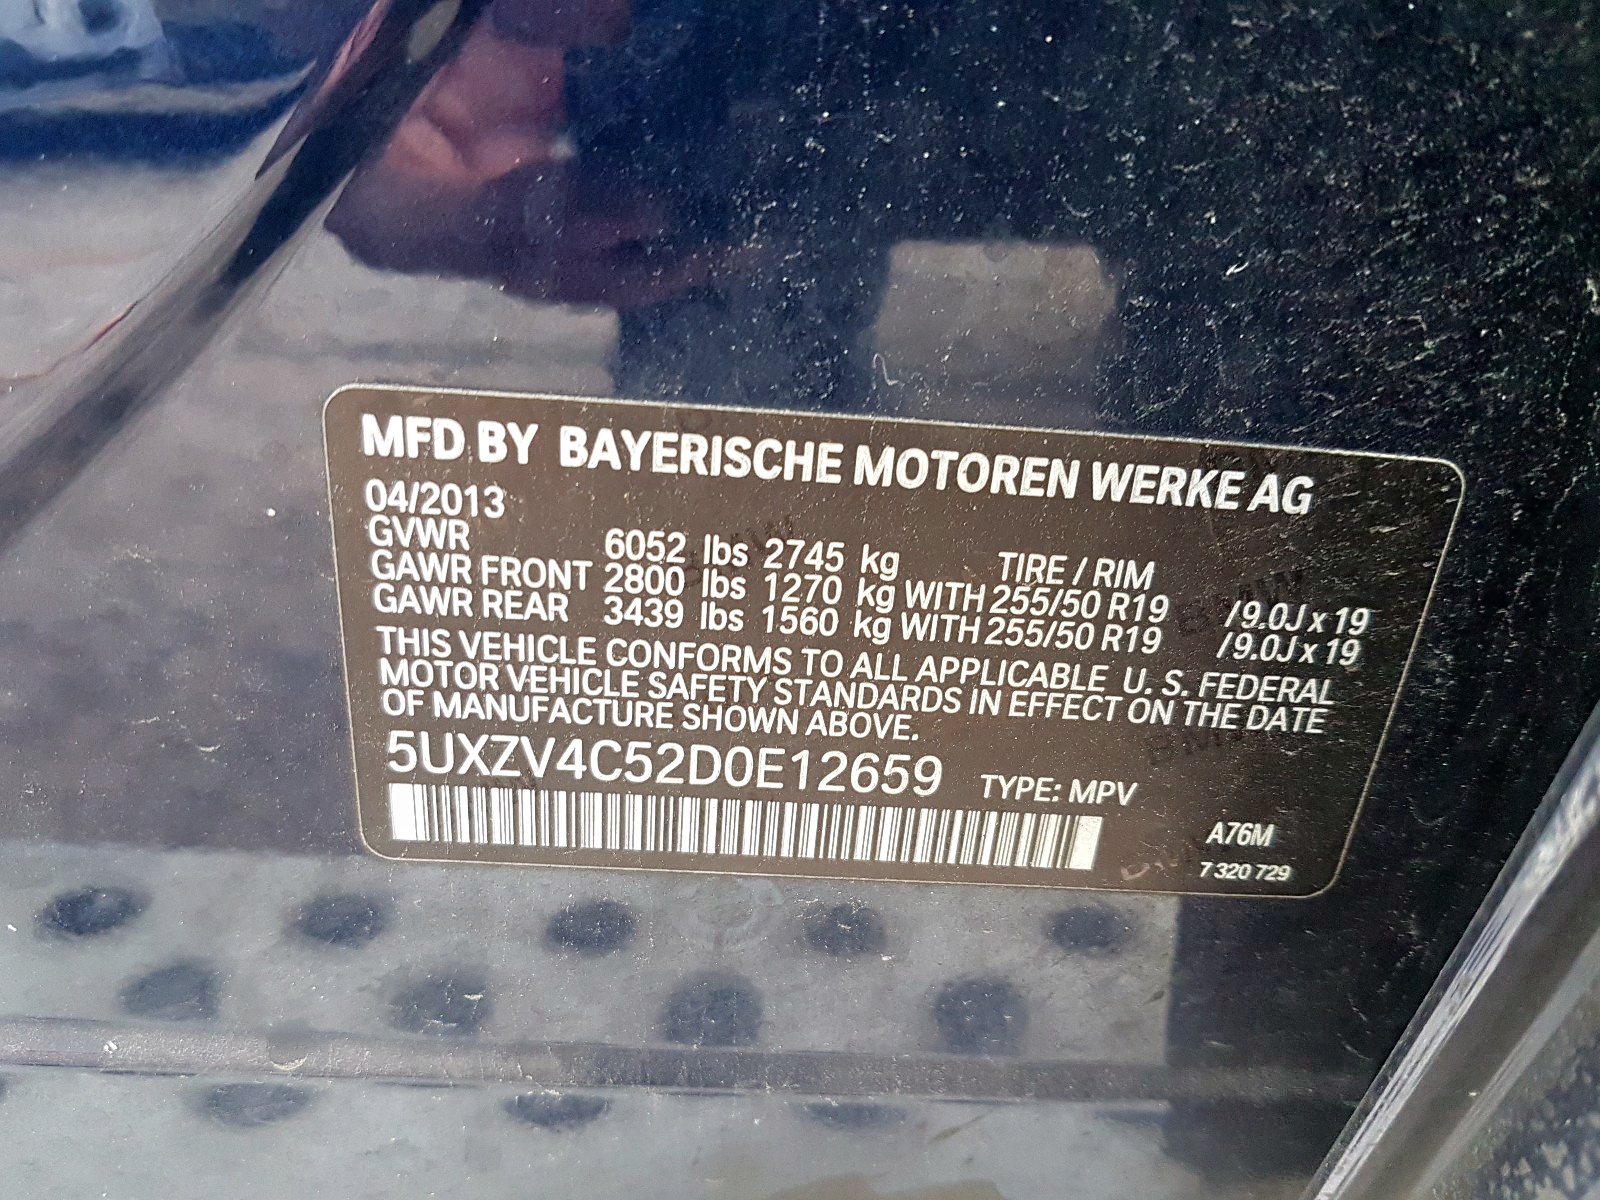 MFD BY BAYERISCHE MOTOREN WERKE AG
04/2013
GVWR 6052 lbs 2745 kg TIRE / RIM
GAWR FRONT 2800 lbs 1270 kg WITH 255/50 R19 /9.0J x 19
GAWR REAR 3439 lbs 1560 kg WITH 255/50 R19 /9.0J x 19
THIS VEHICLE CONFORMS TO ALL APPLICABLE U. S. FEDERAL
MOTOR VEHICLE SAFETY STANDARDS IN EFFECT ON THE DATE
OF MANUFACTURE SHOWN ABOVE.
5UXZV4C52D0E12659 TYPE: MPV
A76M
7 320 729